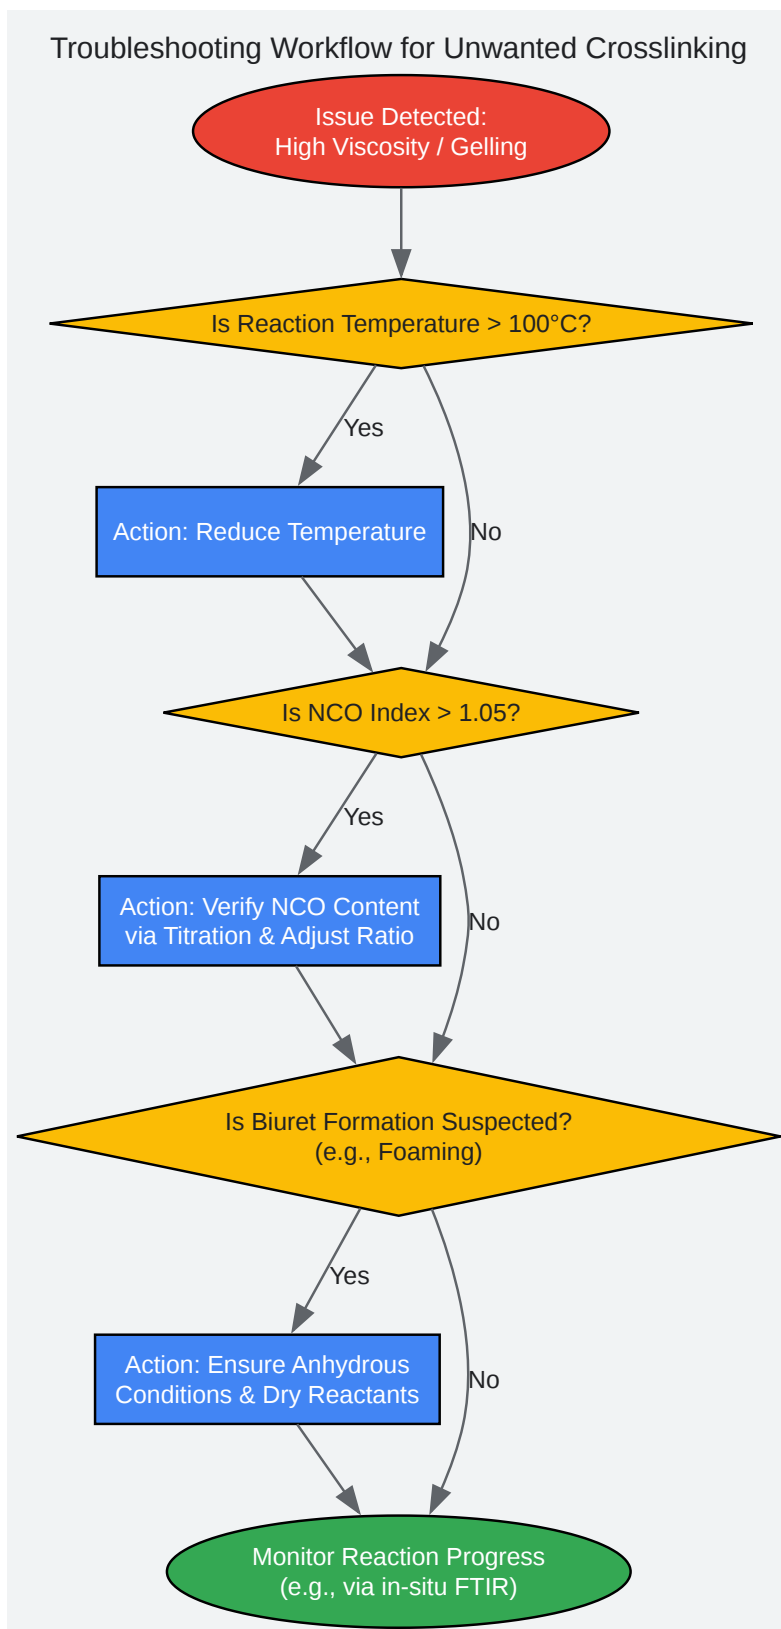 Troubleshooting Workflow for Unwanted Crosslinking
Issue Detected:
High Viscosity / Gelling
Is Reaction Temperature > 100°C?
Yes
Action: Reduce Temperature
No
Is NCO Index > 1.05?
Yes
Action: Verify NCO Content
via Titration & Adjust Ratio
No
Is Biuret Formation Suspected?
(e.g., Foaming)
Yes
Action: Ensure Anhydrous
Conditions & Dry Reactants
No
Monitor Reaction Progress
(e.g., via in-situ FTIR)